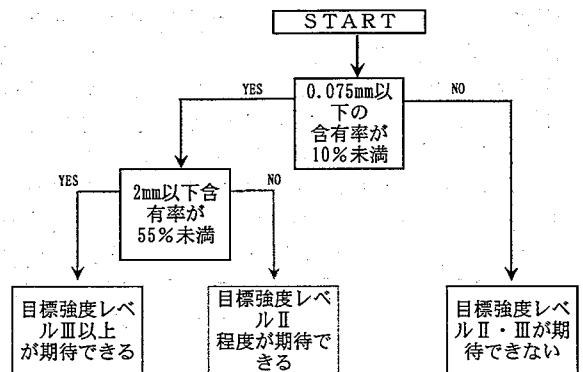 START
YES
NO
0.075mm以
下の
含有率が
10%未満
YES
NO
2mm以下含
有率が
55%未満
目標強度レベ
ルⅢ以上
が期待できる
目標強度レベ
ルⅡ
程度が期待で
きる
目標強度レベ
ルⅡ・Ⅲが期
待できない